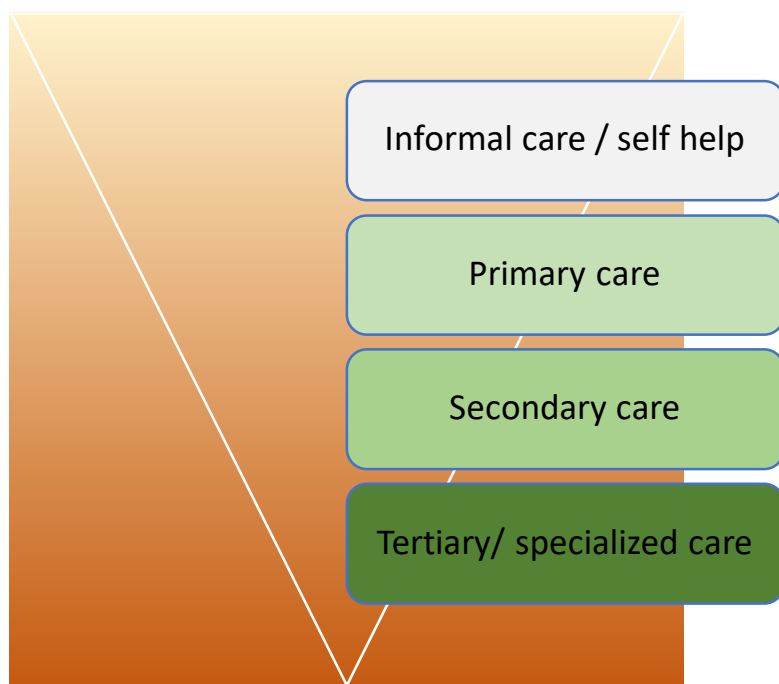 Informal care / self help
Primary care
Secondary care
Tertiary/ specialized care